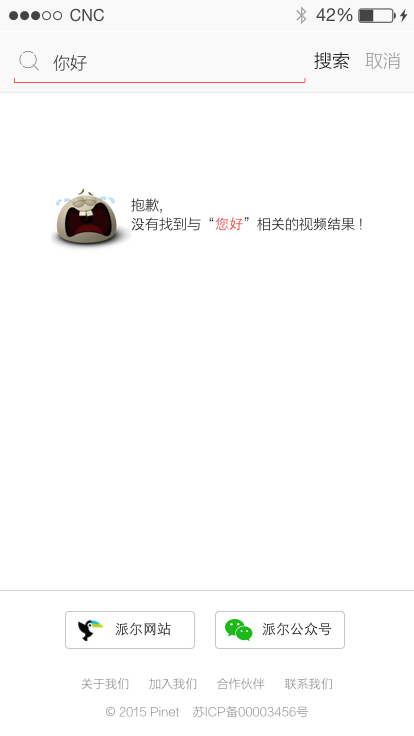 CNC 42%
你好 搜索 取消
抱歉,
没有找到与“您好”相关的视频结果！
派尔网站 派尔公众号
关于我们 加入我们 合作伙伴 联系我们
© 2015 Pinet 苏ICP备00003456号